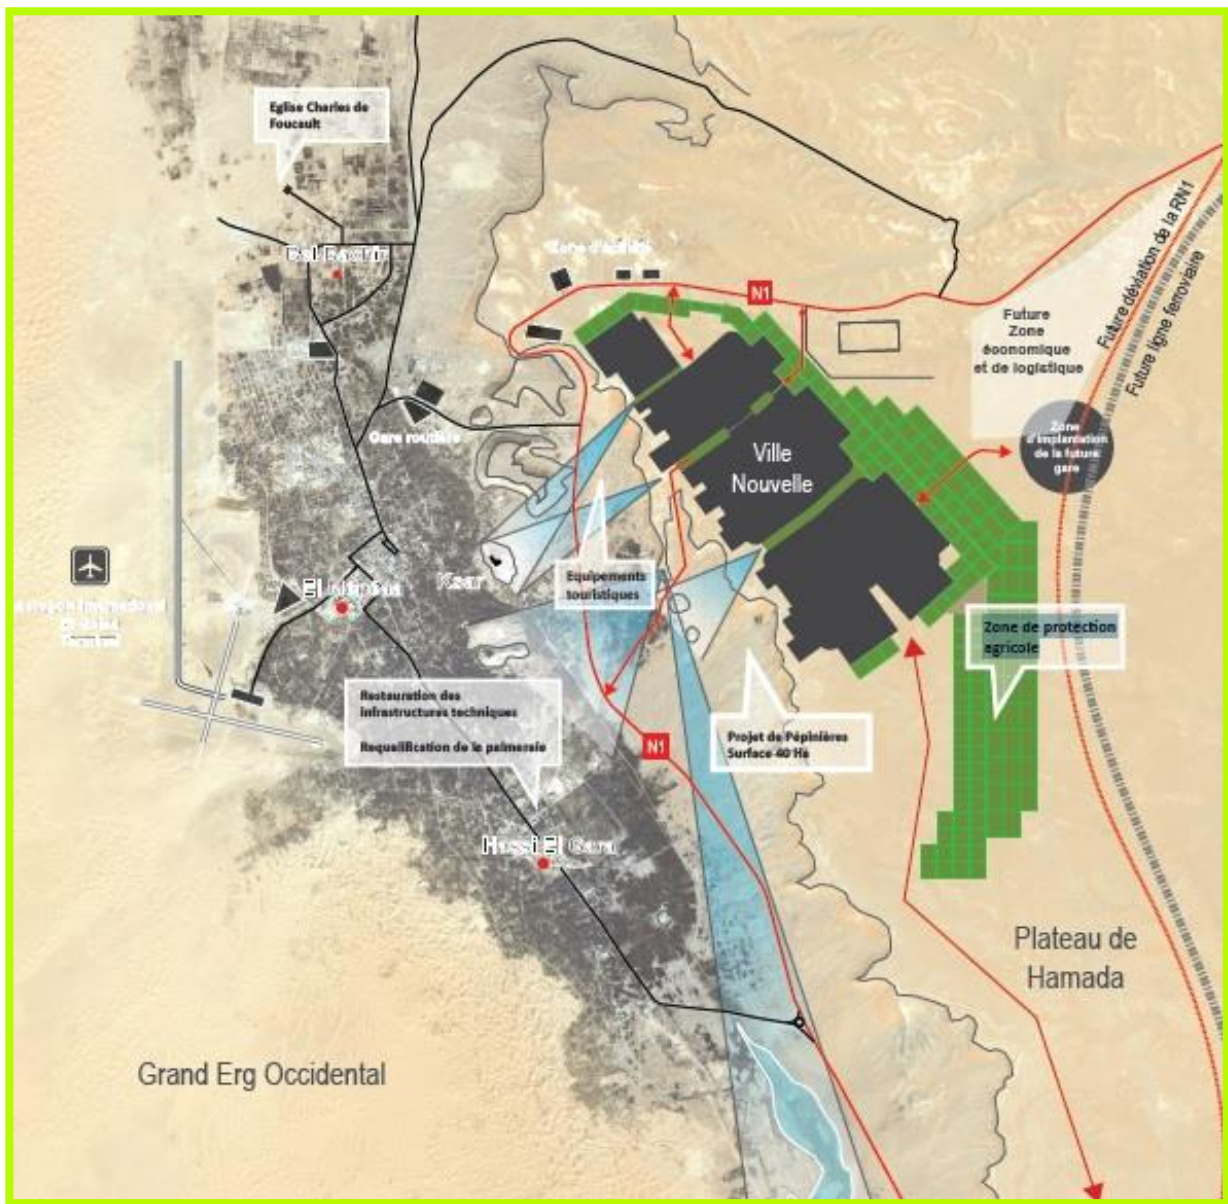 Eglise Charles de
Foucault
Zone d'activité
N1
Future
Zone
éonomique
et de logistique
Future déviation de la RN1
Future ligne ferroviaire
Gare routière
Zone
d'implantation
de la future
gare
Ville
Nouvelle
Ksar
Equipements
touristiques
El
Zone de protection
agricole
Restauration des
infrastructures techniques
Requalification de la palmeraie
N1
Projet de Pépinières
Surface 40 Ha
Hassi El Gara
Plateau de
Hamada
Grand Erg Occidental